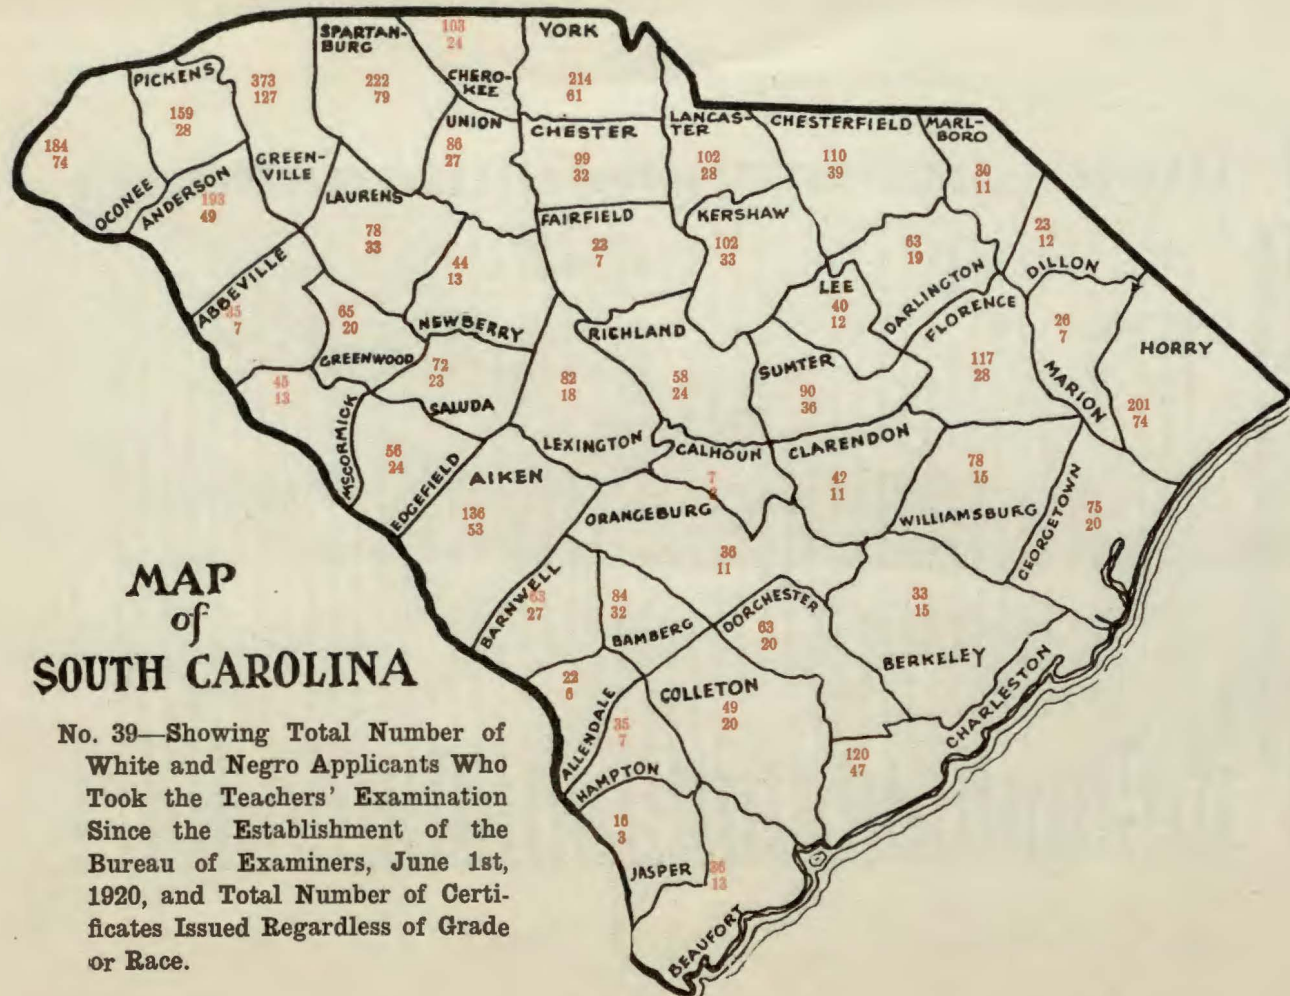 SPARTAN-
BURG
222
79
103
24
CHERO-
KEE
YORK
214
61
PICKENS
159
28
373
127
GREEN-
VILLE
184
74
OCONEE
ANDERSON
193
49
UNION
86
27
CHESTER
99
32
LANCAS-
TER
102
28
CHESTERFIELD
110
39
MARL-
BORO
30
11
LAURENS
78
33
44
13
NEWBERRY
FAIRFIELD
7
KERSHAW
102
33
63
19
DARLINGTON
23
12
DILLON
ABBEVILLE
7
65
20
GREENWOOD
RICHLAND
58
24
LEE
40
12
FLORENCE
117
28
26
7
MARION
HORRY
201
74
45
13
MCCORMICK
72
23
SALUDA
82
18
LEXINGTON
SUMTER
90
36
56
24
EDGEFIELD
AIKEN
136
53
CALHOUN
7
CLARENDON
42
11
78
15
WILLIAMSBURG
GEORGETOWN
75
20
ORANGEBURG
36
11
BARNWELL
63
27
84
32
BAMBERG
DORCHESTER
63
20
33
15
BERKELEY
22
6
ALLENDALE
COLLETON
49
20
CHARLESTON
120
47
35
7
HAMPTON
16
3
JASPER
36
13
BEAUFORT
MAP
of
SOUTH CAROLINA
No. 39—Showing Total Number of
White and Negro Applicants Who
Took the Teachers' Examination
Since the Establishment of the
Bureau of Examiners, June 1st,
1920, and Total Number of Certi-
ficates Issued Regardless of Grade
or Race.